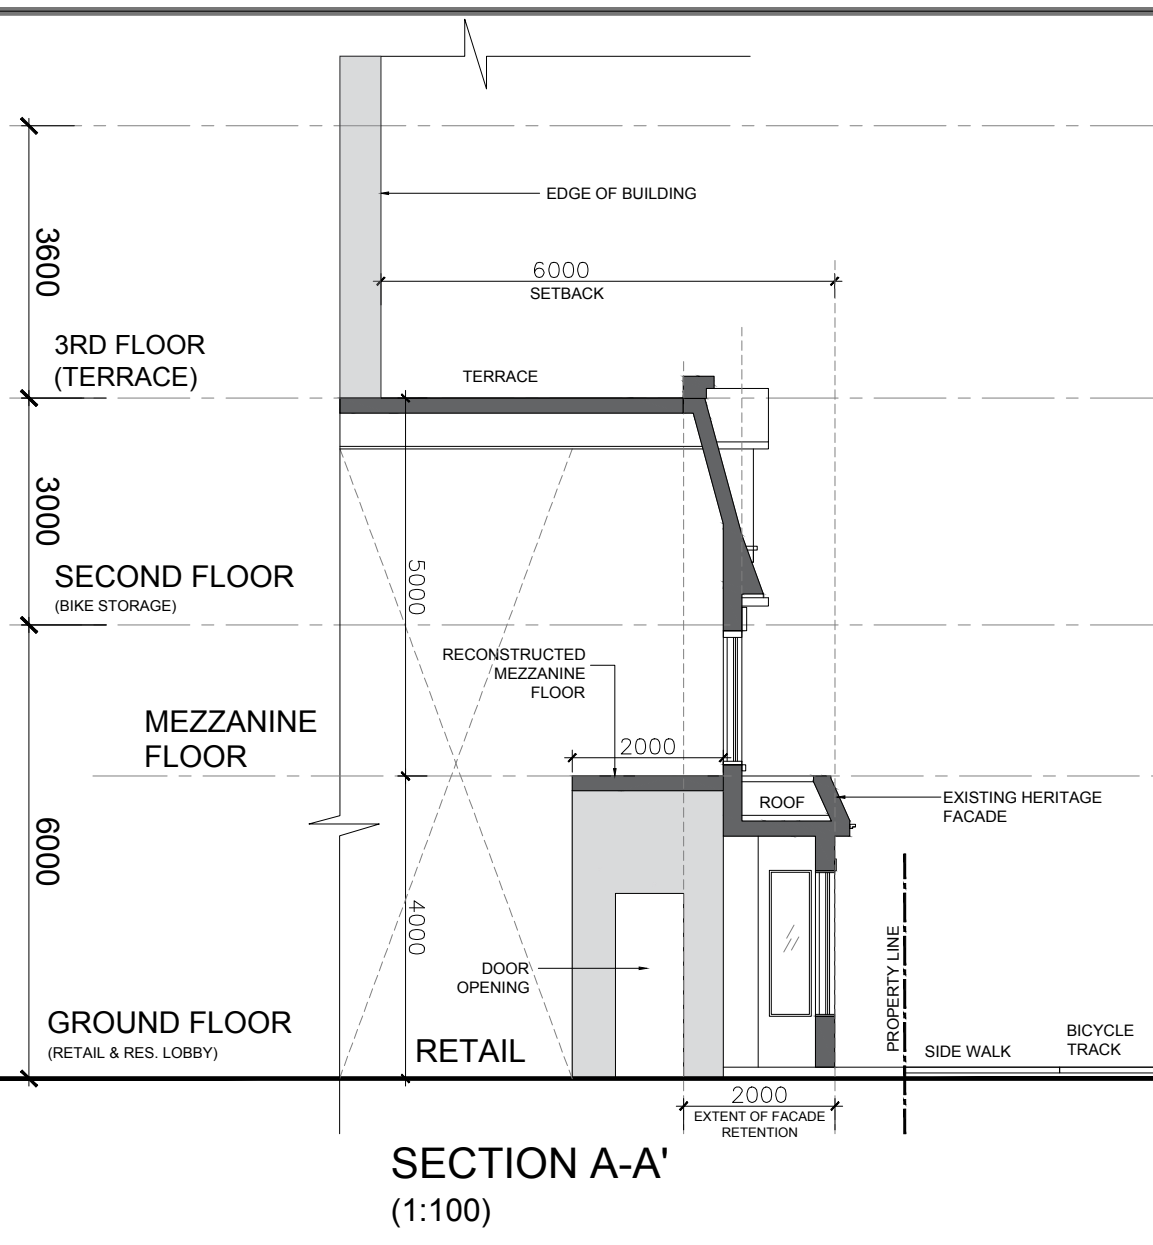 EDGE OF BUILDING
3600
6000
SETBACK
3RD FLOOR
(TERRACE)
TERRACE
3000
5000
SECOND FLOOR
(BIKE STORAGE)
RECONSTRUCTED
MEZZANINE
FLOOR
MEZZANINE
FLOOR
2000
ROOF
EXISTING HERITAGE
FACADE
6000
4000
DOOR
OPENING
PROPERTY LINE
GROUND FLOOR
(RETAIL & RES. LOBBY)
RETAIL
SIDE WALK
BICYCLE
TRACK
2000
EXTENT OF FACADE
RETENTION
SECTION A-A'
(1:100)